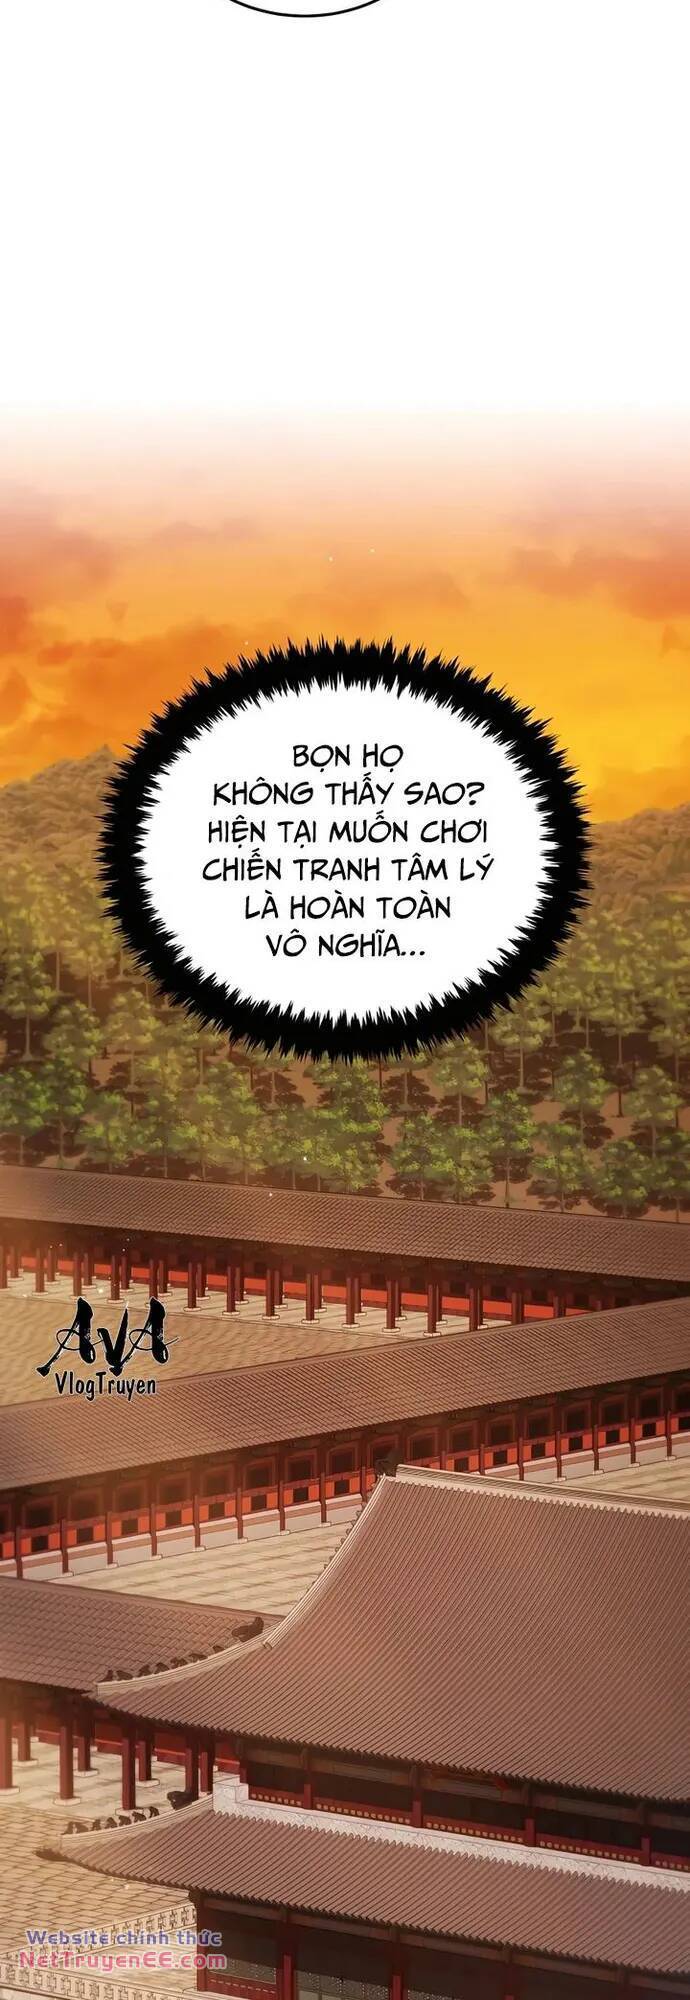 BỌN HỌ
KHÔNG THẤY SAO?
HIỆN TẠI MUỐN CHƠI
CHIẾN TRANH TÂM LÝ
LÀ HOÀN TOÀN
VÔ NGHĨA...
AVA
VlogTruyen
Website chính thức
NetTruyenEE.com